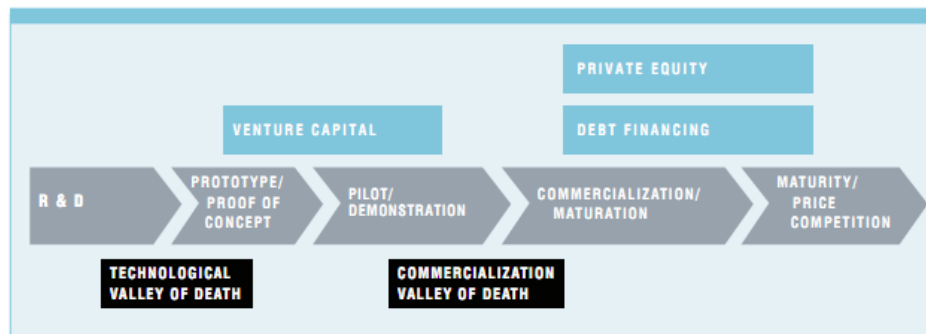 PRIVATE EQUITY
VENTURE CAPITAL
DEBT FINANCING
R & D
PROTOTYPE/
PROOF OF
CONCEPT
PILOT/
DEMONSTRATION
COMMERCIALIZATION/
MATURATION
MATURITY/
PRICE
COMPETITION
TECHNOLOGICAL
VALLEY OF DEATH
COMMERCIALIZATION
VALLEY OF DEATH